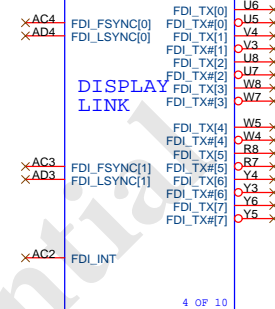 FDI_TX[0] U6
AC4 FDI_FSYNC[0] FDI_TX#[0] U5
AD4 FDI_LSYNC[0] FDI_TX[1] V4
FDI_TX#[1] V3
FDI_TX[2] U8
FDI_TX#[2] U7
DISPLAY FDI_TX[3] W8
LINK FDI_TX#[3] W7
FDI_TX[4] W5
FDI_TX#[4] W4
FDI_TX[5] R8
AC3 FDI_FSYNC[1] FDI_TX#[5] R7
AD3 FDI_LSYNC[1] FDI_TX[6] Y4
FDI_TX#[6] Y3
FDI_TX[7] Y6
FDI_TX#[7] Y5
AC2 FDI_INT
4 OF 10
ential